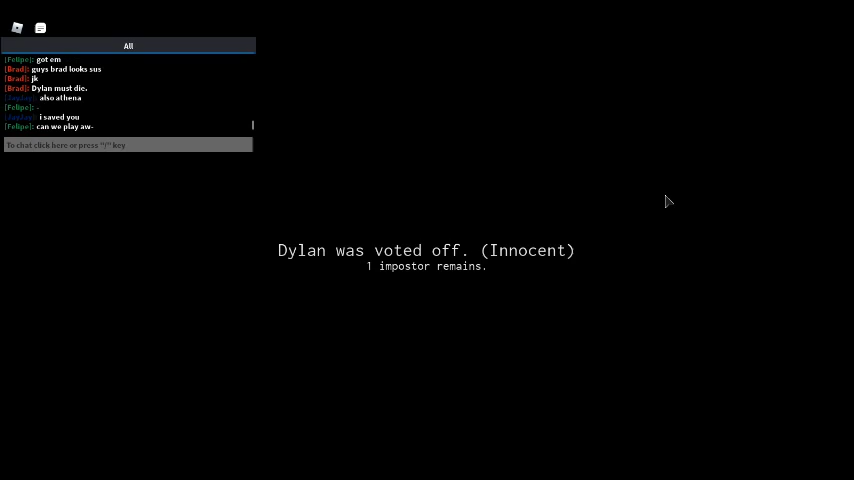 All
[Felipe]: got em
[Brad]: guys brad looks sus
[Brad]: jk
[Brad]: Dylan must die.
[JayJay]: also athena
[Felipe]: -
[JayJay]: i saved you
[Felipe]: can we play aw-
To chat click here or press "/" key
Dylan was voted off. (Innocent)
1 impostor remains.